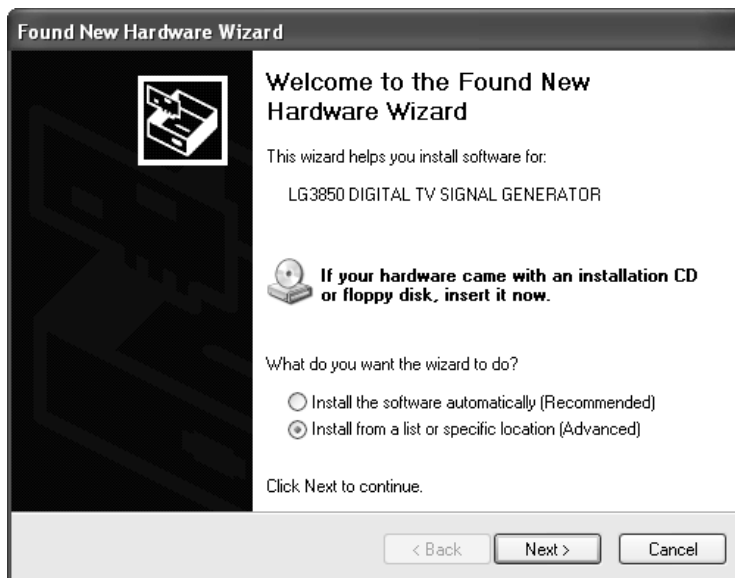 Found New Hardware Wizard
Welcome to the Found New
Hardware Wizard
This wizard helps you install software for:
LG3850 DIGITAL TV SIGNAL GENERATOR
If your hardware came with an installation CD
or floppy disk, insert it now.
What do you want the wizard to do?
Install the software automatically (Recommended)
Install from a list or specific location (Advanced)
Click Next to continue.
< Back Next > Cancel